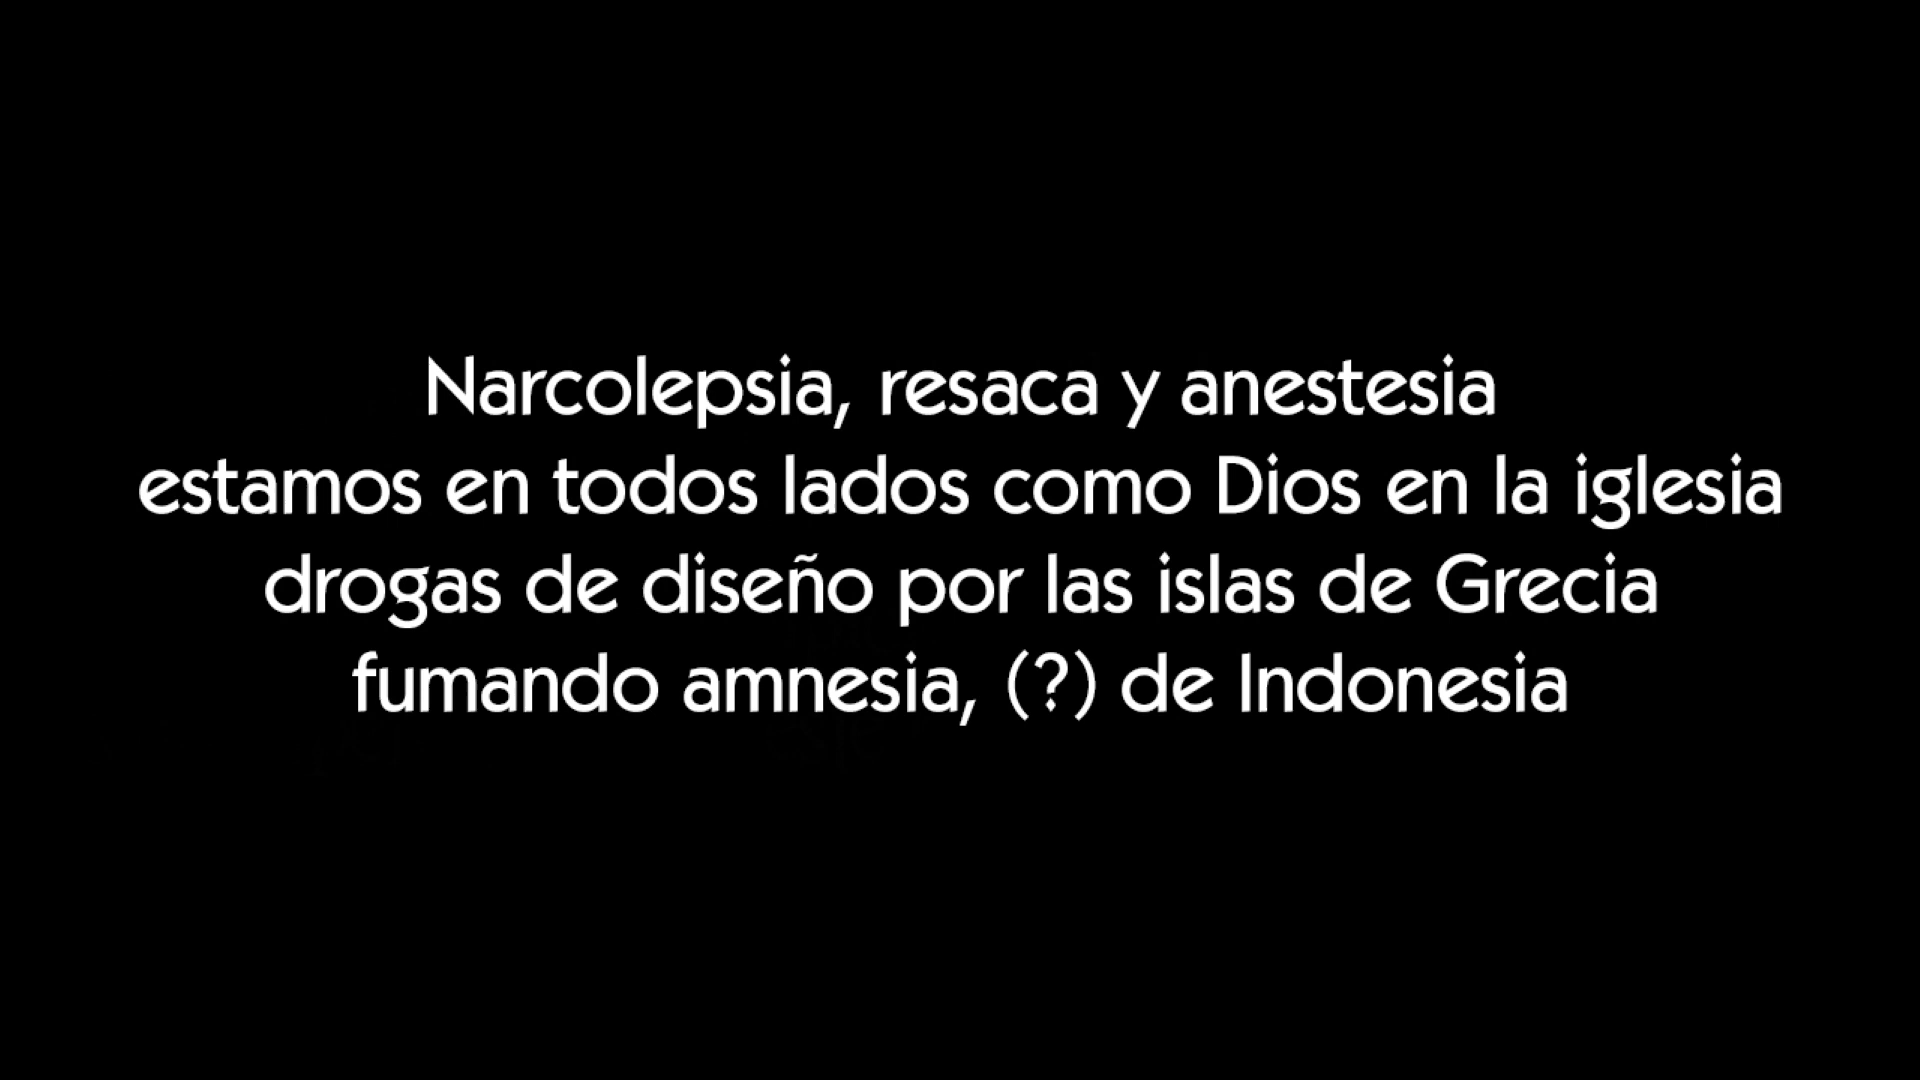 Narcolepsia, resaca y anestesia
estamos en todos lados como Dios en la iglesia
drogas de diseño por las islas de Grecia
fumando amnesia, (?) de Indonesia